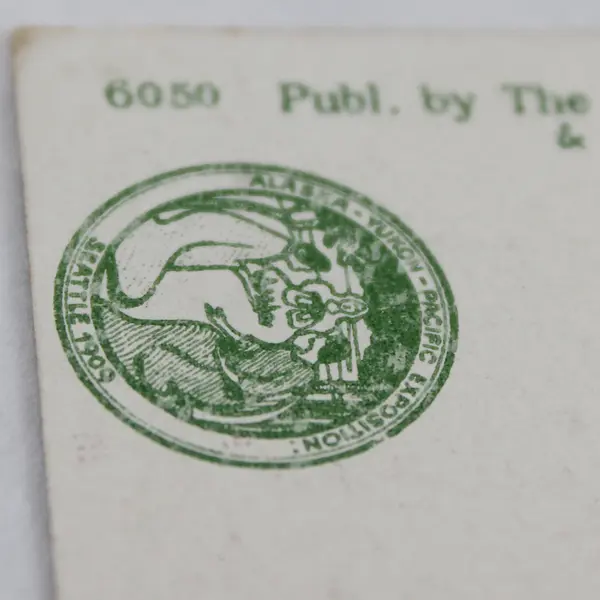 6050 Publ. by The
&
ALASKA-YUKON-PACIFIC EXPOSITION:
SEATTLE 1909